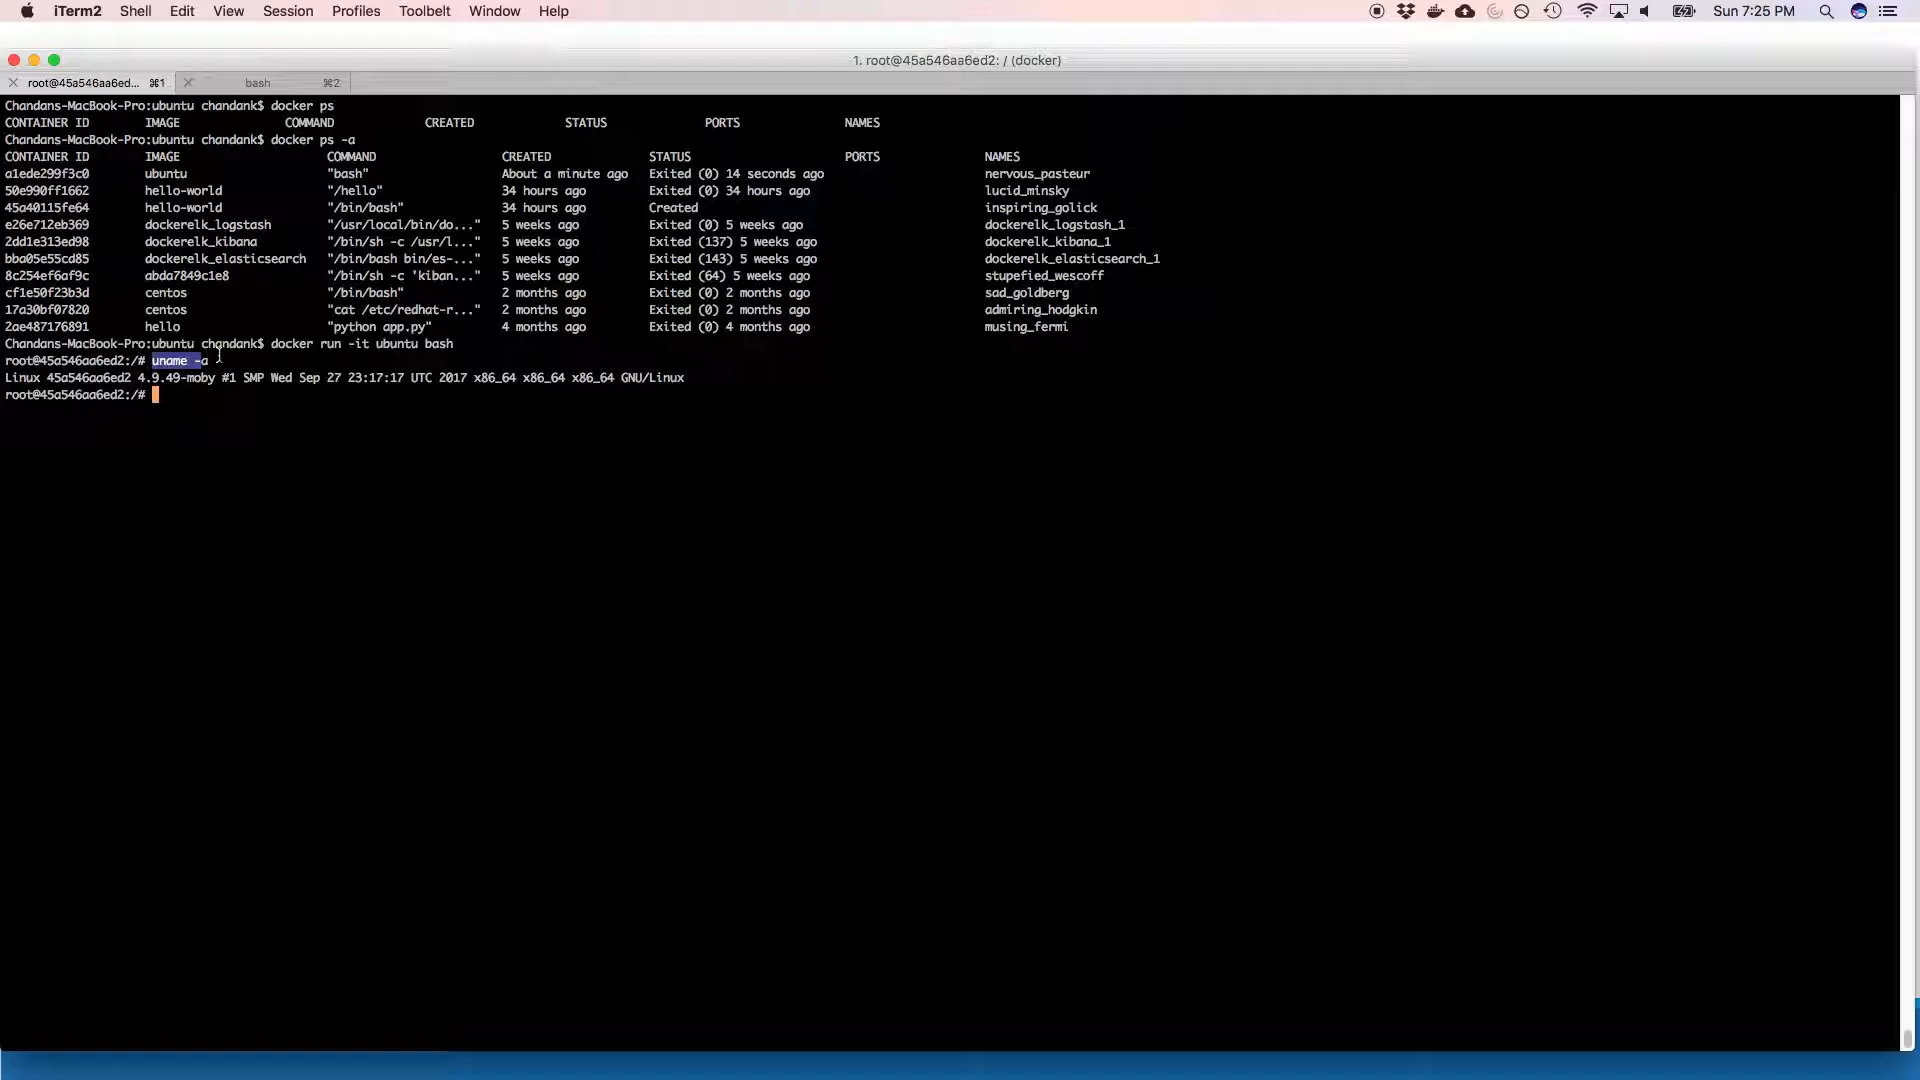 iTerm2 Shell Edit View Session Profiles Toolbelt Window Help Sun 7:25 PM
1. root@45a546aa6ed2: / (docker)
root@45a546aa6ed... ⌘1 bash ⌘2
Chandans-MacBook-Pro:ubuntu chandank$ docker ps
CONTAINER ID IMAGE COMMAND CREATED STATUS PORTS NAMES
Chandans-MacBook-Pro:ubuntu chandank$ docker ps -a
CONTAINER ID IMAGE COMMAND CREATED STATUS PORTS NAMES
a1ede299f3c0 ubuntu "bash" About a minute ago Exited (0) 14 seconds ago nervous_pasteur
50e990ff1662 hello-world "/hello" 34 hours ago Exited (0) 34 hours ago lucid_minsky
45a40115fe64 hello-world "/bin/bash" 34 hours ago Created inspiring_golick
e26e712eb369 dockerelk_logstash "/usr/local/bin/do..." 5 weeks ago Exited (0) 5 weeks ago dockerelk_logstash_1
2dd1e313ed98 dockerelk_kibana "/bin/sh -c /usr/l..." 5 weeks ago Exited (137) 5 weeks ago dockerelk_kibana_1
bba05e55cd85 dockerelk_elasticsearch "/bin/bash bin/es-..." 5 weeks ago Exited (143) 5 weeks ago dockerelk_elasticsearch_1
8c254ef6af9c abda7849c1e8 "/bin/sh -c 'kiban..." 5 weeks ago Exited (64) 5 weeks ago stupefied_wescoff
cf1e50f23b3d centos "/bin/bash" 2 months ago Exited (0) 2 months ago sad_goldberg
17a30bf07820 centos "cat /etc/redhat-r..." 2 months ago Exited (0) 2 months ago admiring_hodgkin
2ae487176891 hello "python app.py" 4 months ago Exited (0) 4 months ago musing_fermi
Chandans-MacBook-Pro:ubuntu chandank$ docker run -it ubuntu bash
root@45a546aa6ed2:/# uname -a
Linux 45a546aa6ed2 4.9.49-moby #1 SMP Wed Sep 27 23:17:17 UTC 2017 x86_64 x86_64 x86_64 GNU/Linux
root@45a546aa6ed2:/#